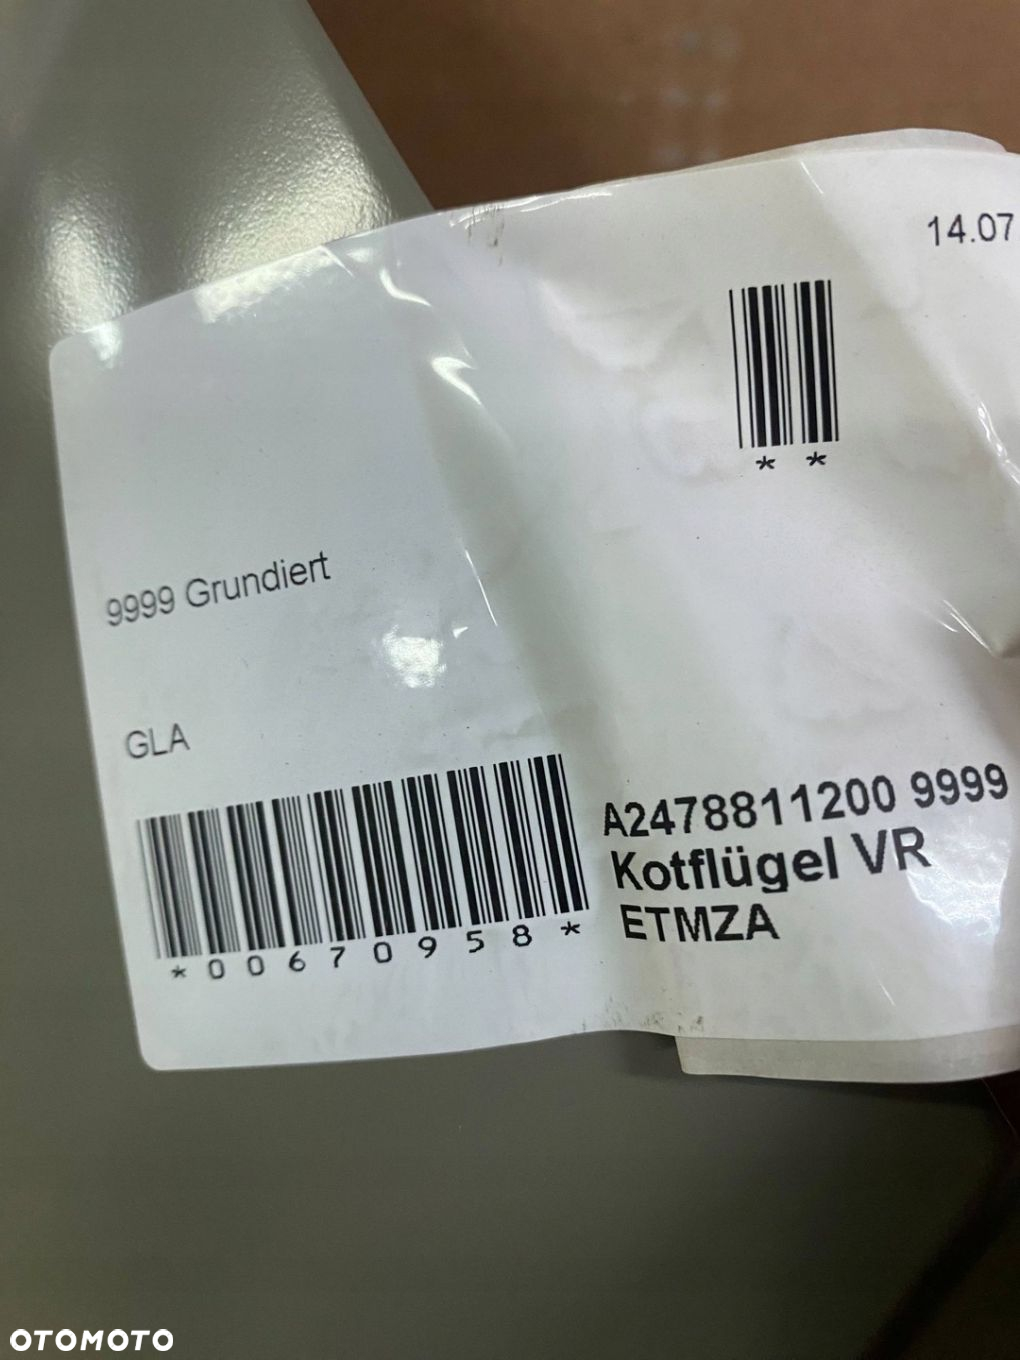 14.07
* *
9999 Grundiert
GLA
*00670958*
A2478811200 9999
Kotflügel VR
ETMZA
OTOMOTO